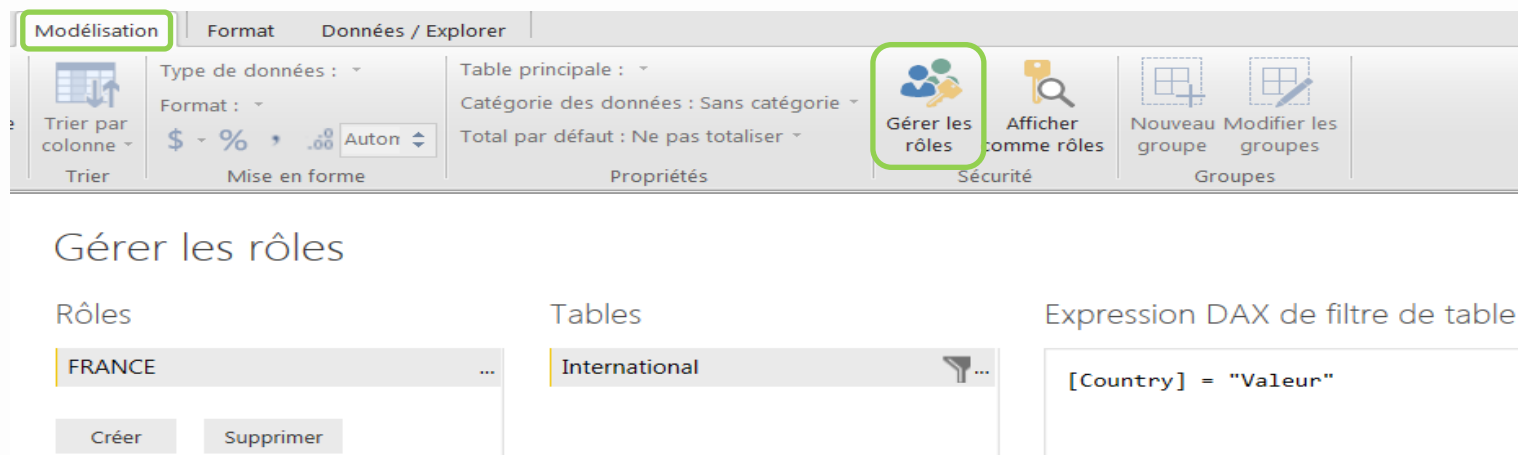 Modélisation Format Données / Explorer
Type de données :
Table principale :
Format :
Catégorie des données : Sans catégorie
Trier par
colonne
$ - % , .00 Autom
Total par défaut : Ne pas totaliser
Gérer les
rôles
Afficher
comme rôles
Nouveau
groupe
Modifier les
groupes
Trier Mise en forme Propriétés Sécurité Groupes
Gérer les rôles
Rôles Tables Expression DAX de filtre de table
FRANCE ... International ... [Country] = "Valeur"
Créer Supprimer